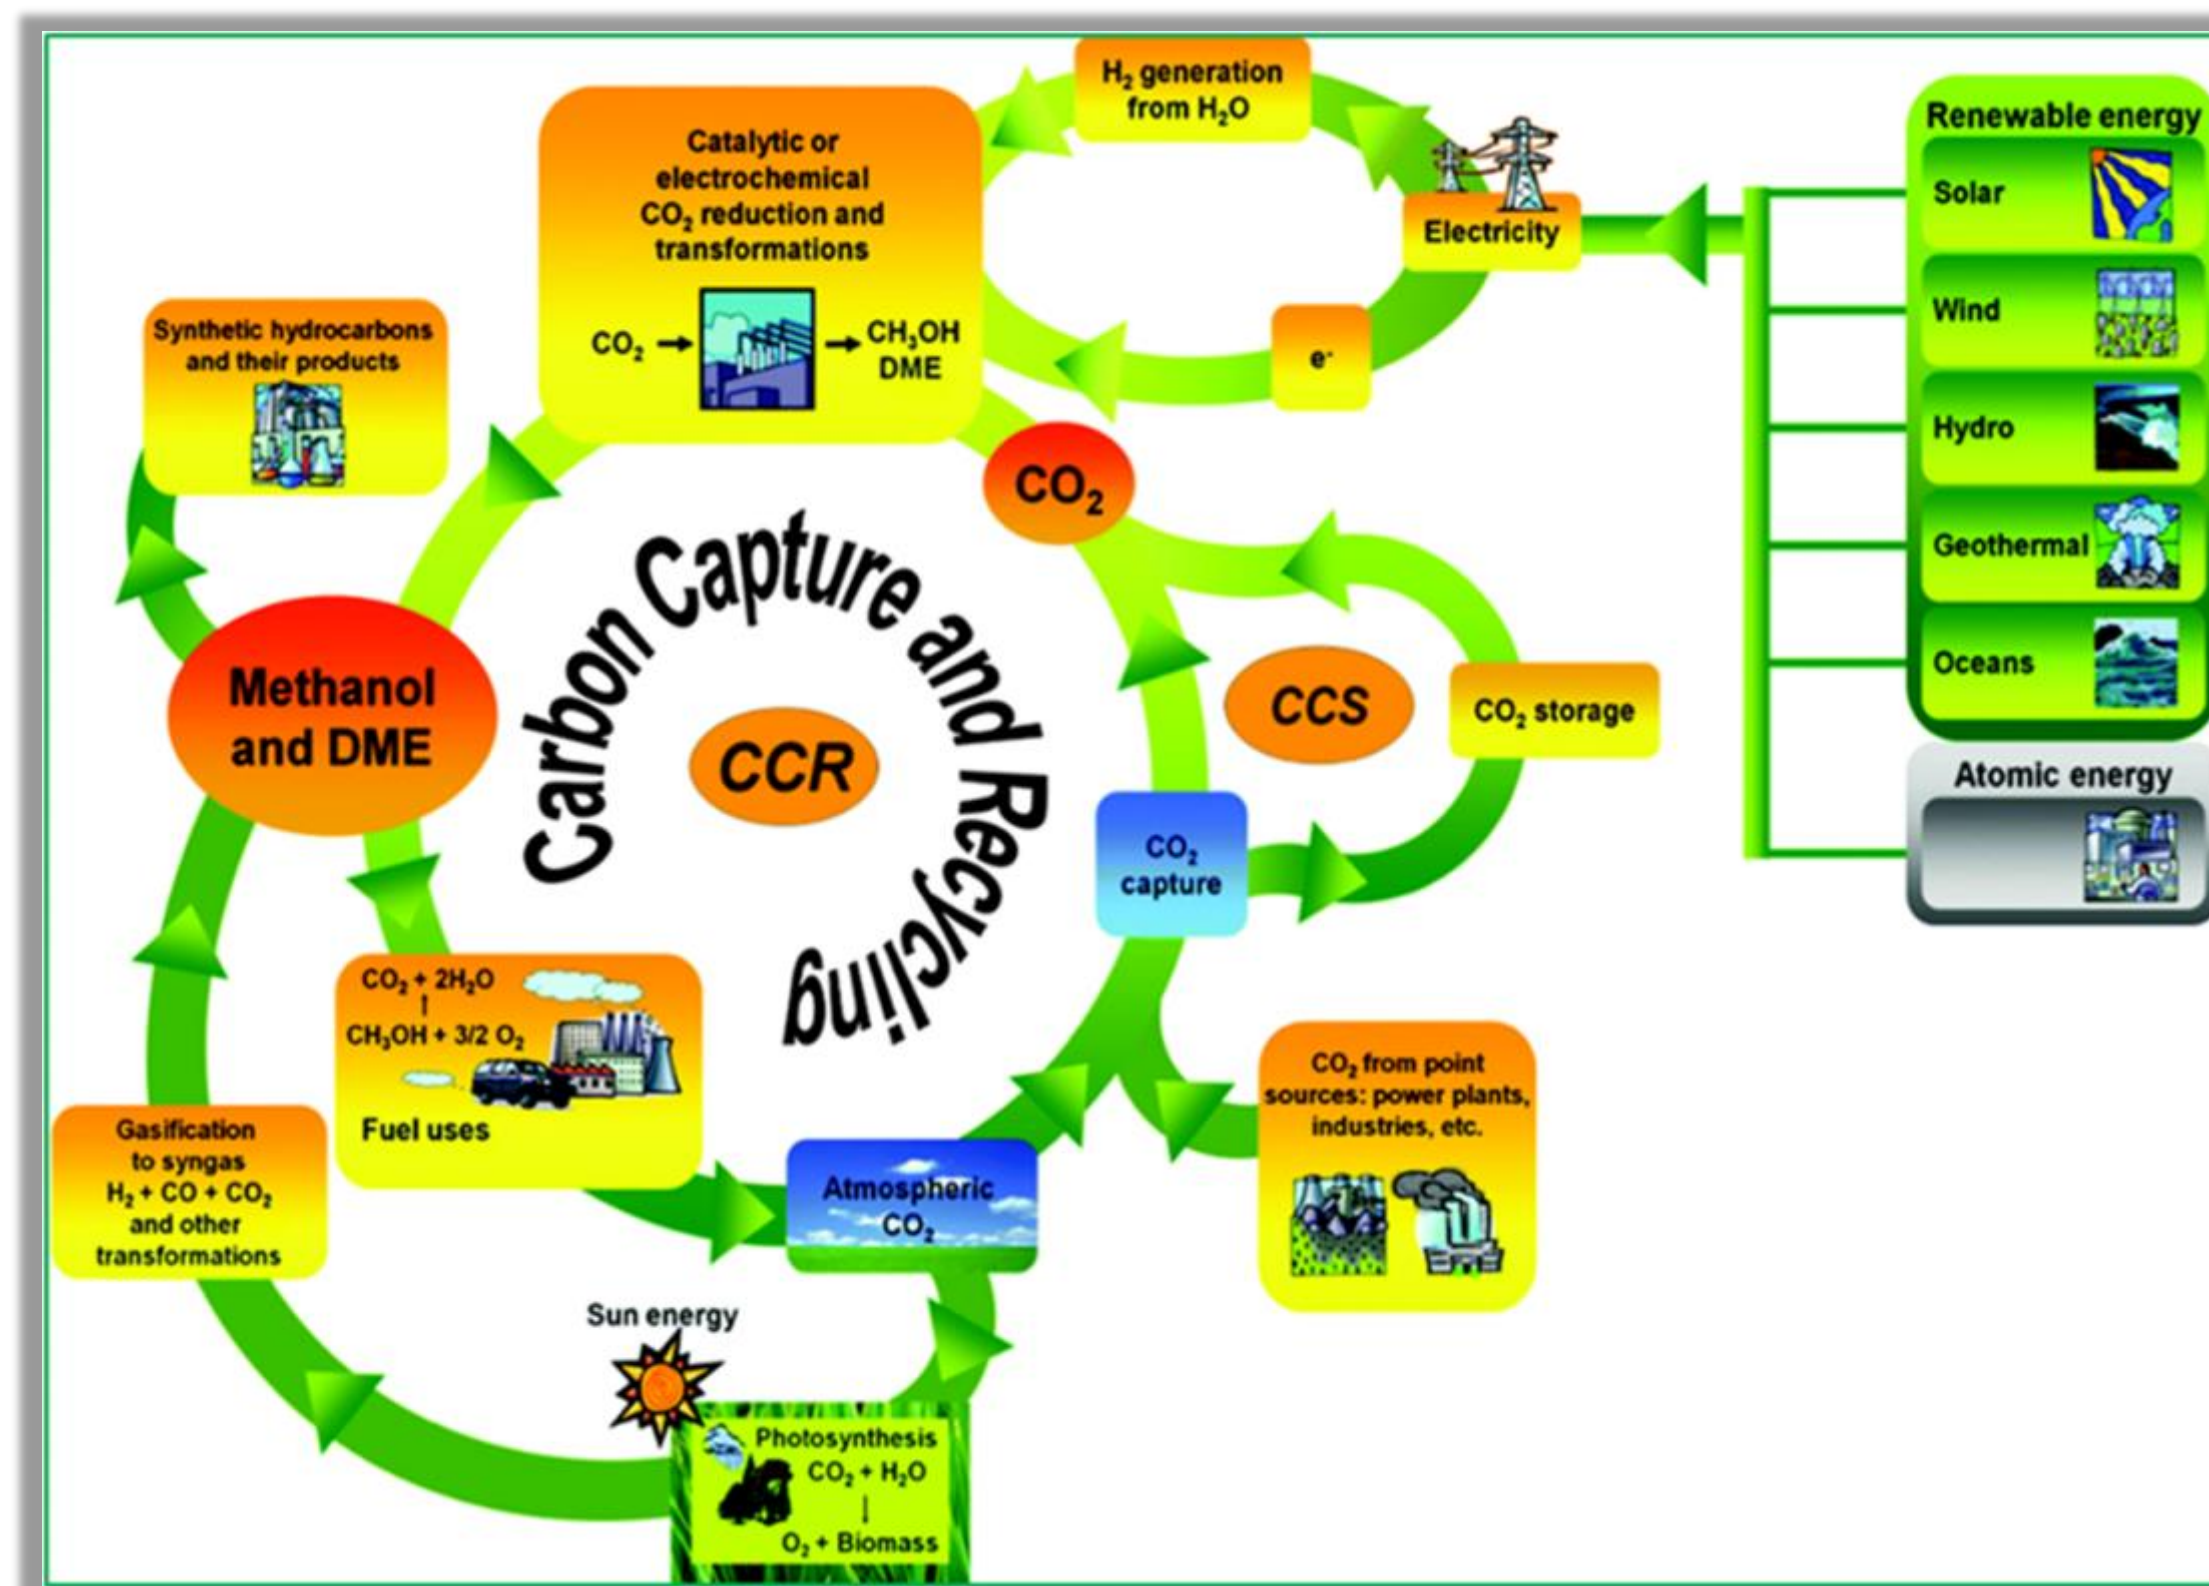 H₂ generation
from H₂O
Catalytic or
electrochemical
CO₂ reduction and
transformations
CO₂
CH₃OH
DME
Electricity
e⁻
Renewable energy
Solar
Wind
Hydro
Geothermal
Oceans
Atomic energy
Synthetic hydrocarbons
and their products
CO₂
Methanol
and DME
Carbon Capture and Recycling
CCR
CCS
CO₂ storage
CO₂
capture
CO₂ + 2H₂O
CH₃OH + 3/2 O₂
Fuel uses
CO₂ from point
sources: power plants,
industries, etc.
Gasification
to syngas
H₂ + CO + CO₂
and other
transformations
Atmospheric
CO₂
Sun energy
Photosynthesis
CO₂ + H₂O
O₂ + Biomass